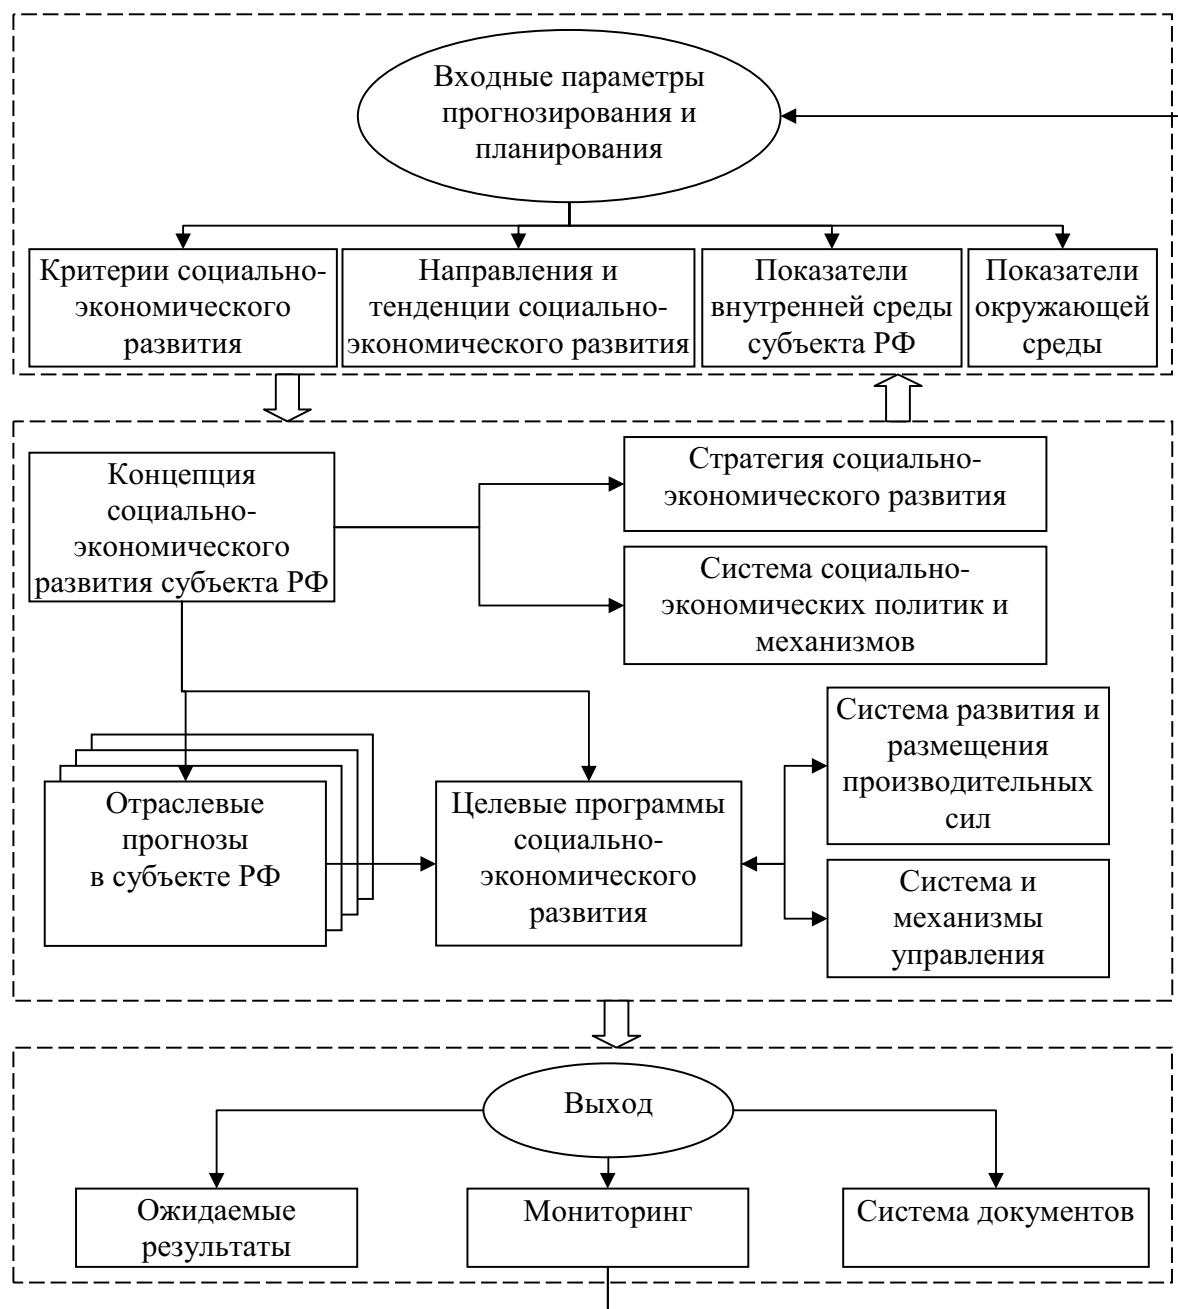 Входные параметры
прогнозирования и
планирования
Критерии социально-
экономического
развития
Направления и
тенденции социально-
экономического развития
Показатели
внутренней среды
субъекта РФ
Показатели
окружающей
среды
Концепция
социально-
экономического
развития субъекта РФ
Стратегия социально-
экономического развития
Система социально-
экономических политик и
механизмов
Отраслевые
прогнозы
в субъекте РФ
Целевые программы
социально-
экономического
развития
Система развития и
размещения
производительных
сил
Система и
механизмы
управления
Выход
Ожидаемые
результаты
Мониторинг
Система документов